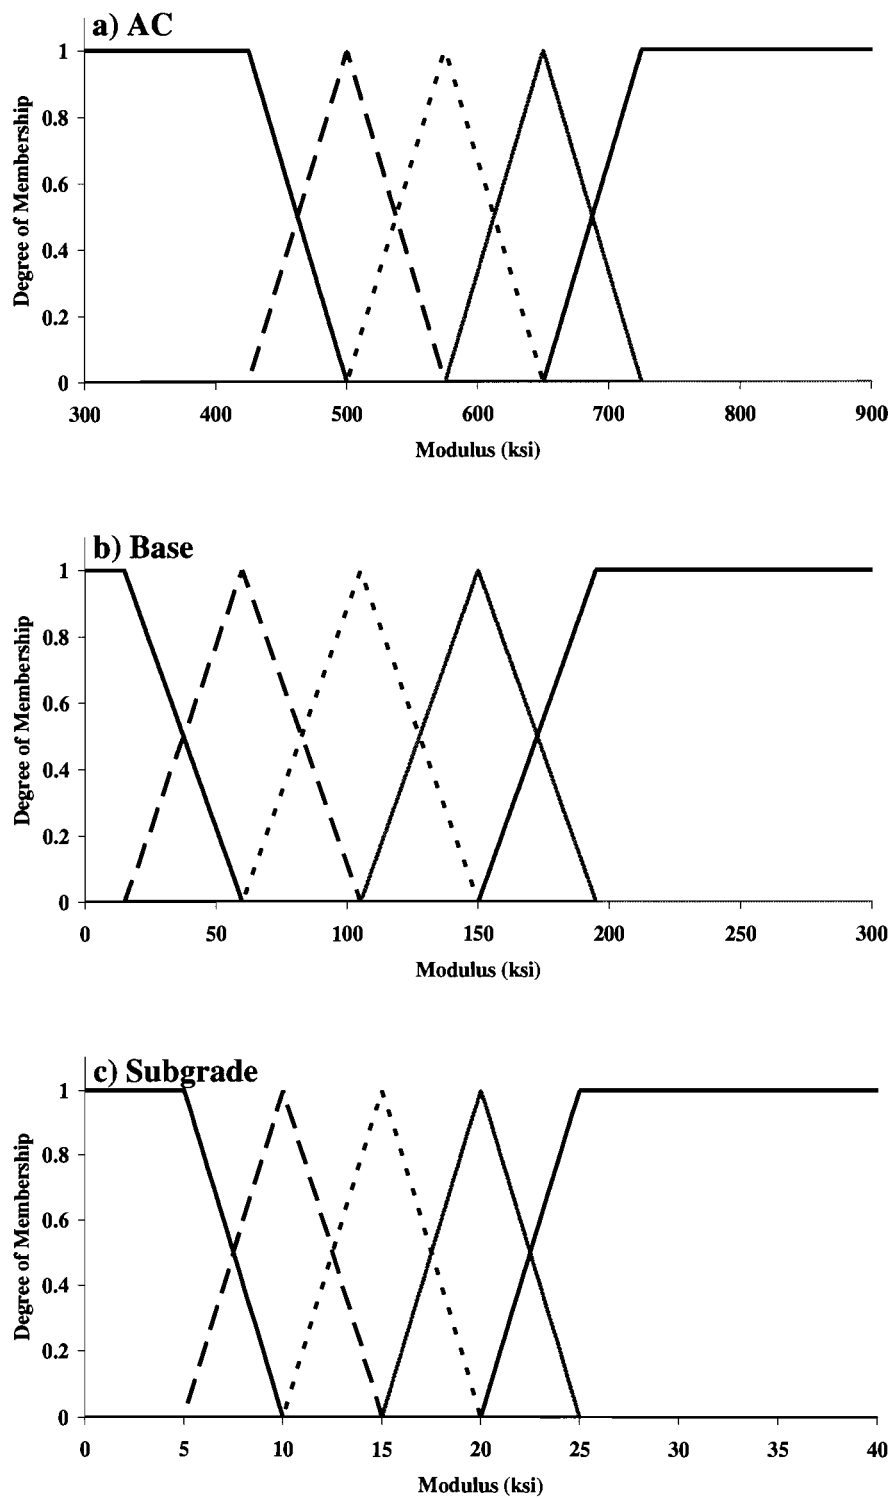 a) AC
1
0.8
0.6
0.4
0.2
0
Degree of Membership
300 400 500 600 700 800 900
Modulus (ksi)
b) Base
1
0.8
0.6
0.4
0.2
0
Degree of Membership
0 50 100 150 200 250 300
Modulus (ksi)
c) Subgrade
1
0.8
0.6
0.4
0.2
0
Degree of Membership
0 5 10 15 20 25 30 35 40
Modulus (ksi)